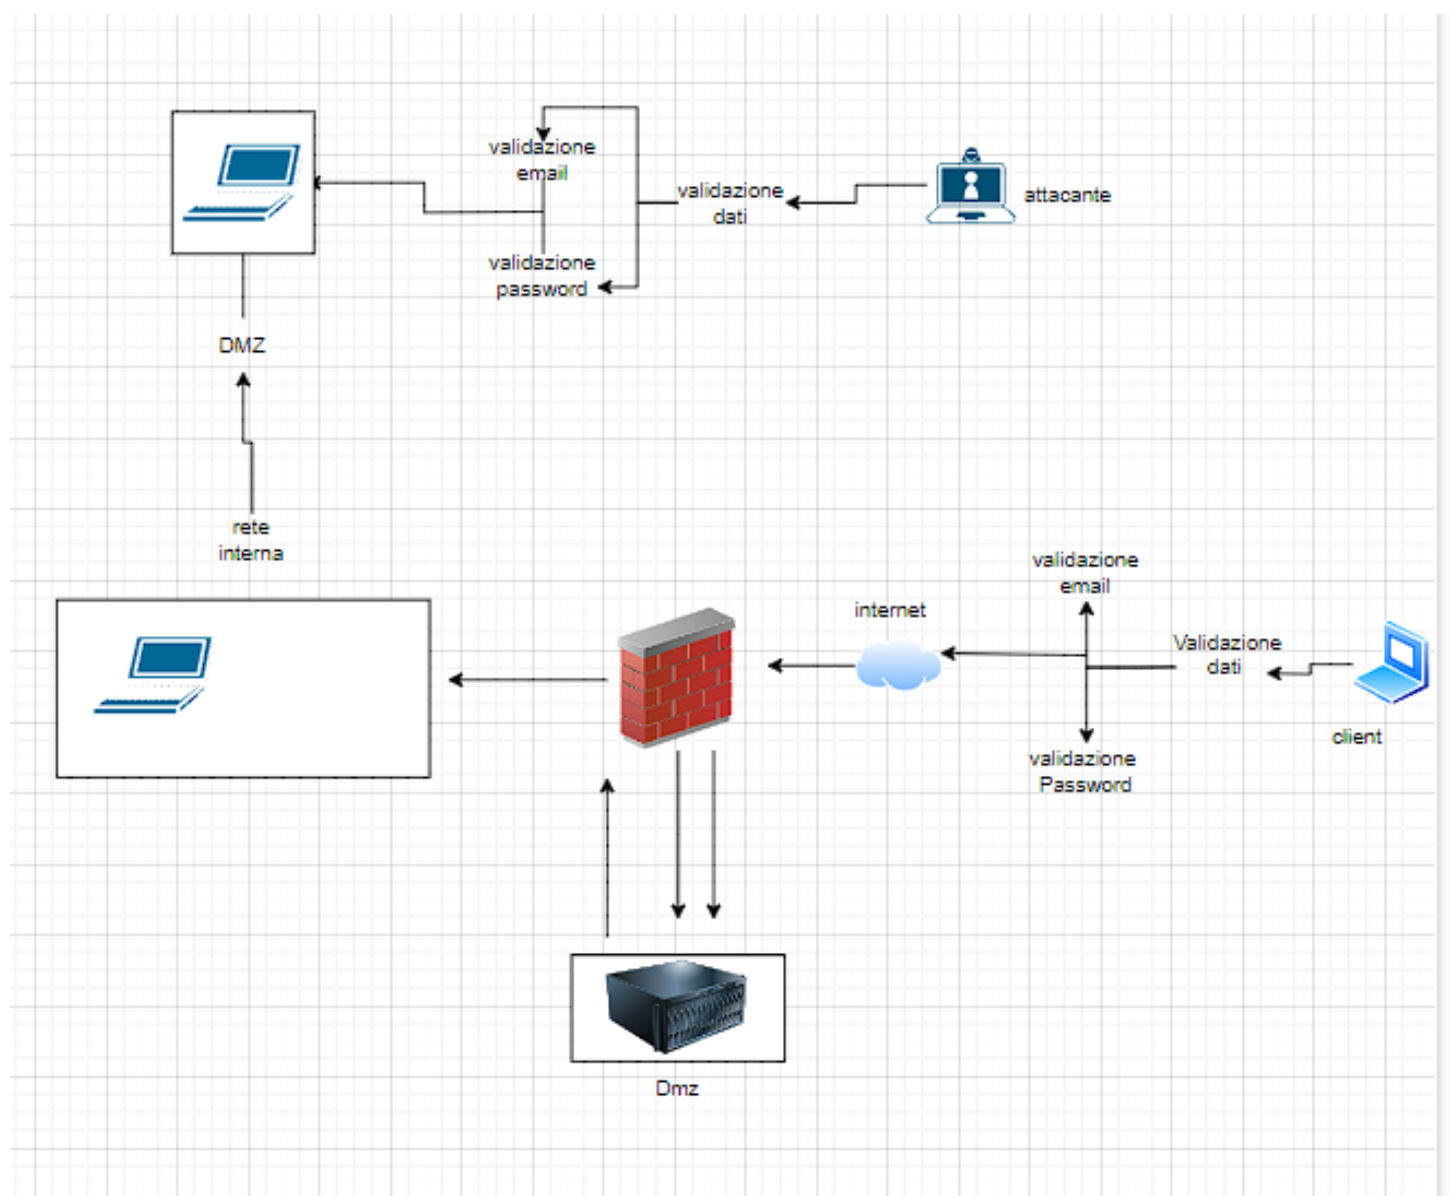 validazione
email
validazione
dati
attacante
validazione
password
DMZ
rete
interna
validazione
email
internet
Validazione
dati
client
validazione
Password
Dmz